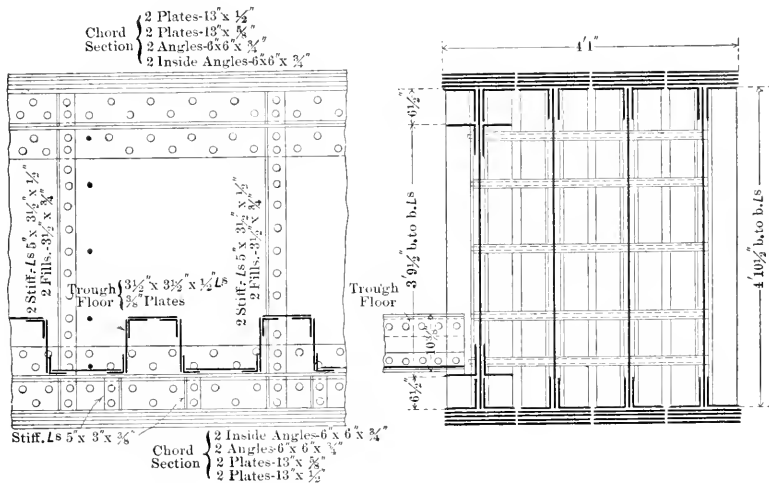 Chord Section
2 Plates-13"x ½"
2 Plates-13"x ⅝"
2 Angles-6"x6"x ¾"
2 Inside Angles-6"x6"x ¾"
2 Stiff. Ls 5"x 3½"x ½"
2 Fills.-3½"x ¾"
2 Stiff. Ls 5"x 3½"x ½"
2 Fills.-3½"x ¾"
Trough Floor
3½"x 3½"x ½" Ls
⅜" Plates
Stiff. Ls 5"x 3"x ⅜"
Chord Section
2 Inside Angles-6"x 6"x ¾"
2 Angles-6"x 6"x ¾"
2 Plates-13"x ⅝"
2 Plates-13"x ½"
4'1"
6½"
3'9½" b. to b. Ls
4'10½" b. to b. Ls
Trough
Floor
6½"